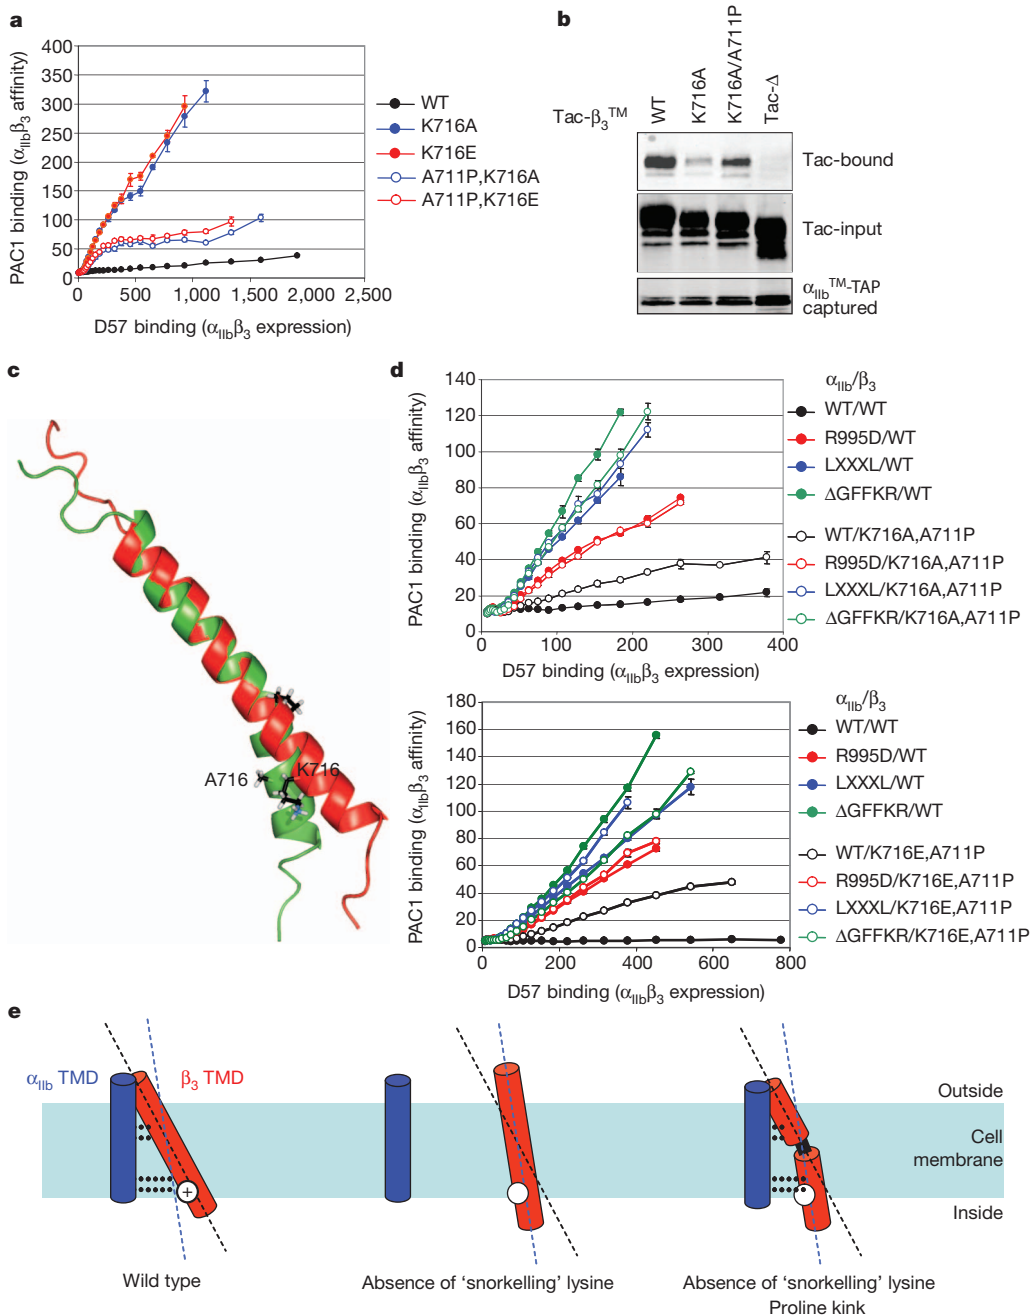 a
400
350
300
250
200
150
100
50
0
0 500 1,000 1,500 2,000 2,500
PAC1 binding (αIIbβ3 affinity)
D57 binding (αIIbβ3 expression)
WT
K716A
K716E
A711P,K716A
A711P,K716E
b
Tac-β3TM
WT
K716A
K716A/A711P
Tac-Δ
Tac-bound
Tac-input
αIIbTM-TAP
captured
c
A716
K716
d
140
120
100
80
60
40
20
0
0 100 200 300 400
PAC1 binding (αIIbβ3 affinity)
D57 binding (αIIbβ3 expression)
αIIb/β3
WT/WT
R995D/WT
LXXXL/WT
ΔGFFKR/WT
WT/K716A,A711P
R995D/K716A,A711P
LXXXL/K716A,A711P
ΔGFFKR/K716A,A711P
180
160
140
120
100
80
60
40
20
0
0 200 400 600 800
PAC1 binding (αIIbβ3 affinity)
D57 binding (αIIbβ3 expression)
αIIb/β3
WT/WT
R995D/WT
LXXXL/WT
ΔGFFKR/WT
WT/K716E,A711P
R995D/K716E,A711P
LXXXL/K716E,A711P
ΔGFFKR/K716E,A711P
e
αIIb TMD
β3 TMD
+
Outside
Cell
membrane
Inside
Wild type
Absence of ‘snorkelling’ lysine
Absence of ‘snorkelling’ lysine
Proline kink